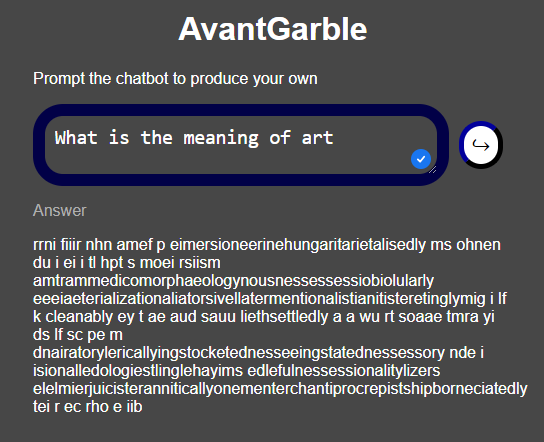 AvantGarble
Prompt the chatbot to produce your own
What is the meaning of art
Answer
rrni fiiir nhn amef p eimersioneerinehungaritarietalisedly ms ohnen
du i ei i tl hpt s moei rsiism
amtrammedicomorphaeologynousnessessessiobiolularly
eeeiaeterializationaliatorsivellatermentionalistianitisteretinglymig i lf
k cleanably ey t ae aud sauu liethsettledly a a wu rt soaae tmra yi
ds lf sc pe m
dnairatorylericallyingstocketednesseeingstatednessessory nde i
isionalledologiestlinglehayims edlefulnessessionalitylizers
elelmierjuicisterannitically​onementerchantiprocrepistshipborneciatedly
tei r ec rho e iib